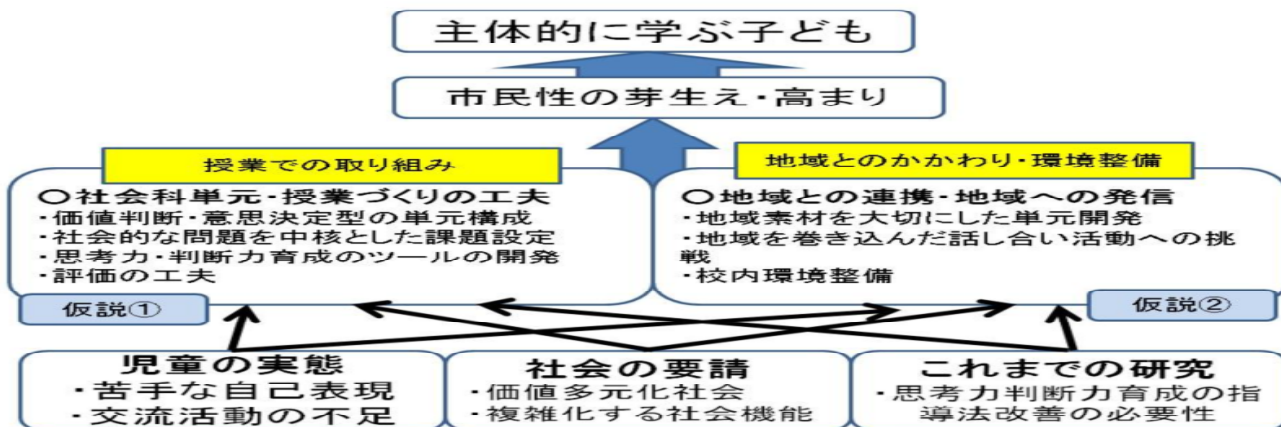 主体的に学ぶ子ども
市民性の芽生え・高まり
授業での取り組み
〇社会科単元・授業づくりの工夫
・価値判断・意思決定型の単元構成
・社会的な問題を中核とした課題設定
・思考力・判断力育成のツールの開発
・評価の工夫
仮説①
地域とのかかわり・環境整備
〇地域との連携・地域への発信
・地域素材を大切にした単元開発
・地域を巻き込んだ話し合い活動への挑
戦
・校内環境整備
仮説②
児童の実態
・苦手な自己表現
・交流活動の不足
社会の要請
・価値多元化社会
・複雑化する社会機能
これまでの研究
・思考力判断力育成の指
導法改善の必要性